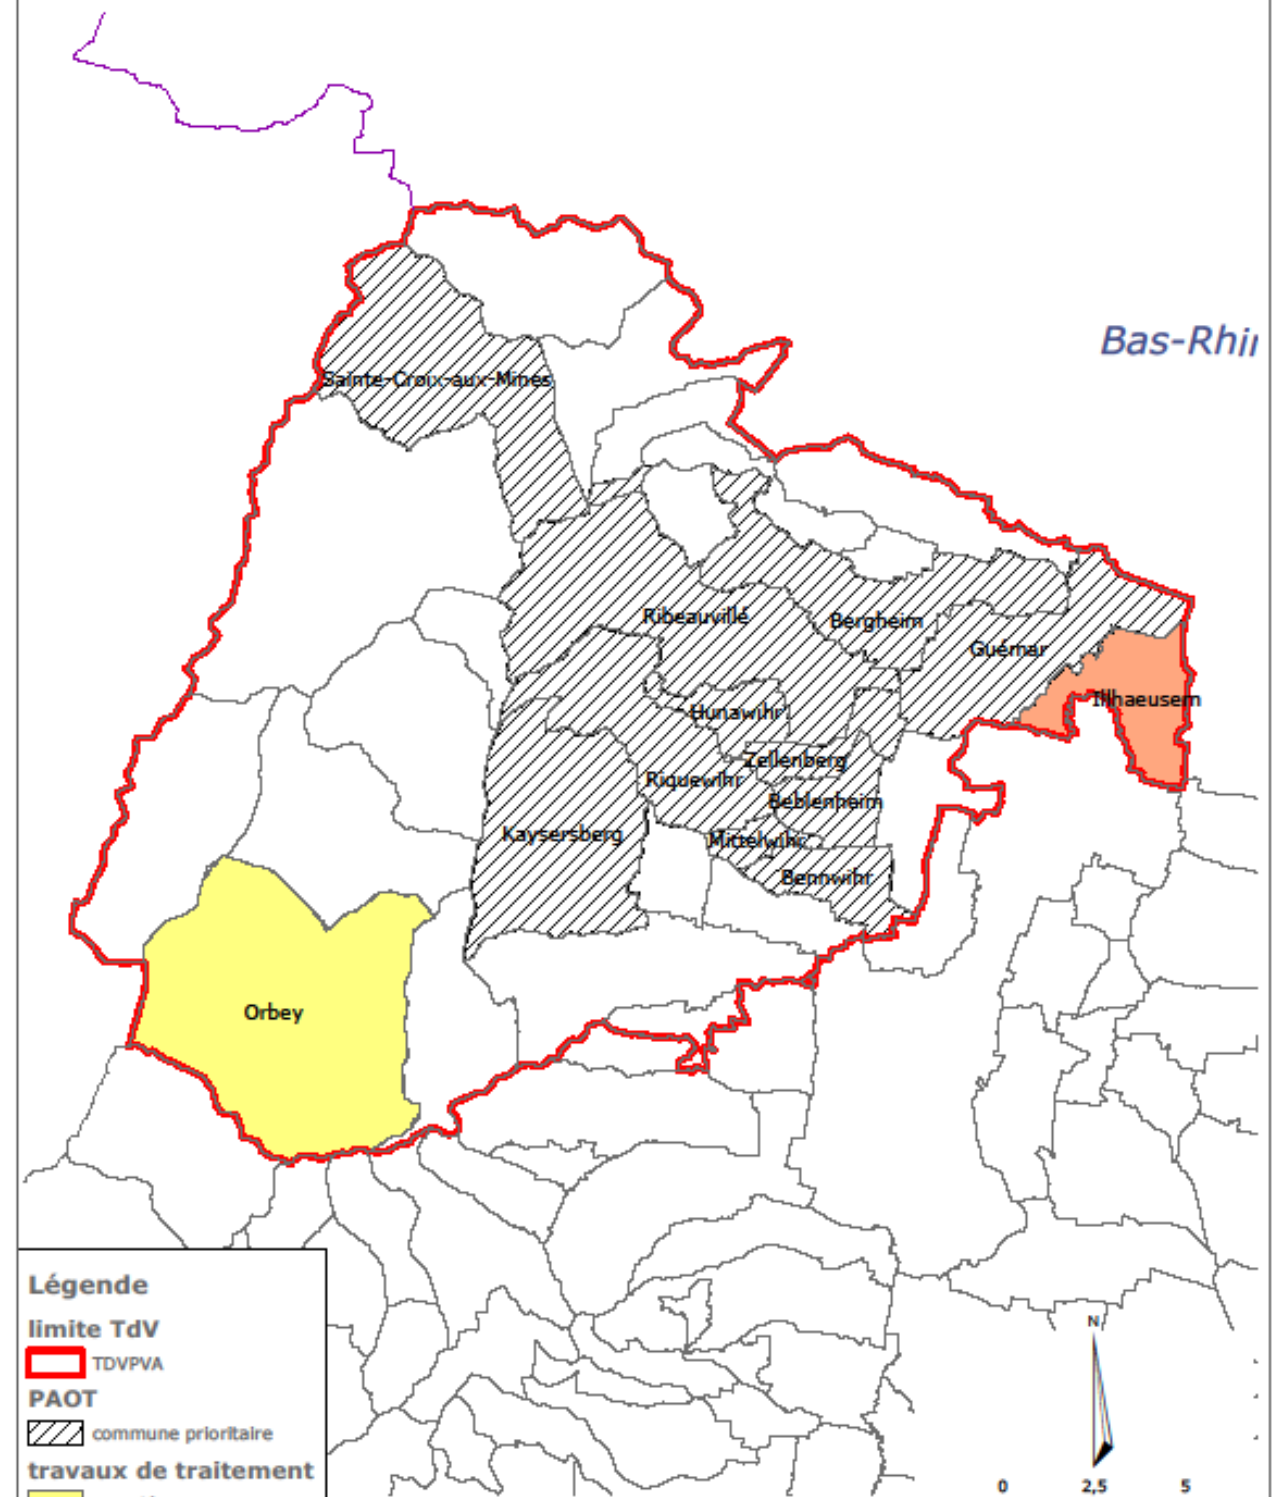 Bas-Rhin
Sainte-Croix-aux-Mines
Ribeauvillé
Bergheim
Guémar
Illhaeusern
Hunawihr
Zellenberg
Riquewihr
Beblenheim
Kaysersberg
Mittelwihr
Bennwihr
Orbey
Légende
limite TdV
TDVPVA
PAOT
commune prioritaire
travaux de traitement
N
0 2,5 5